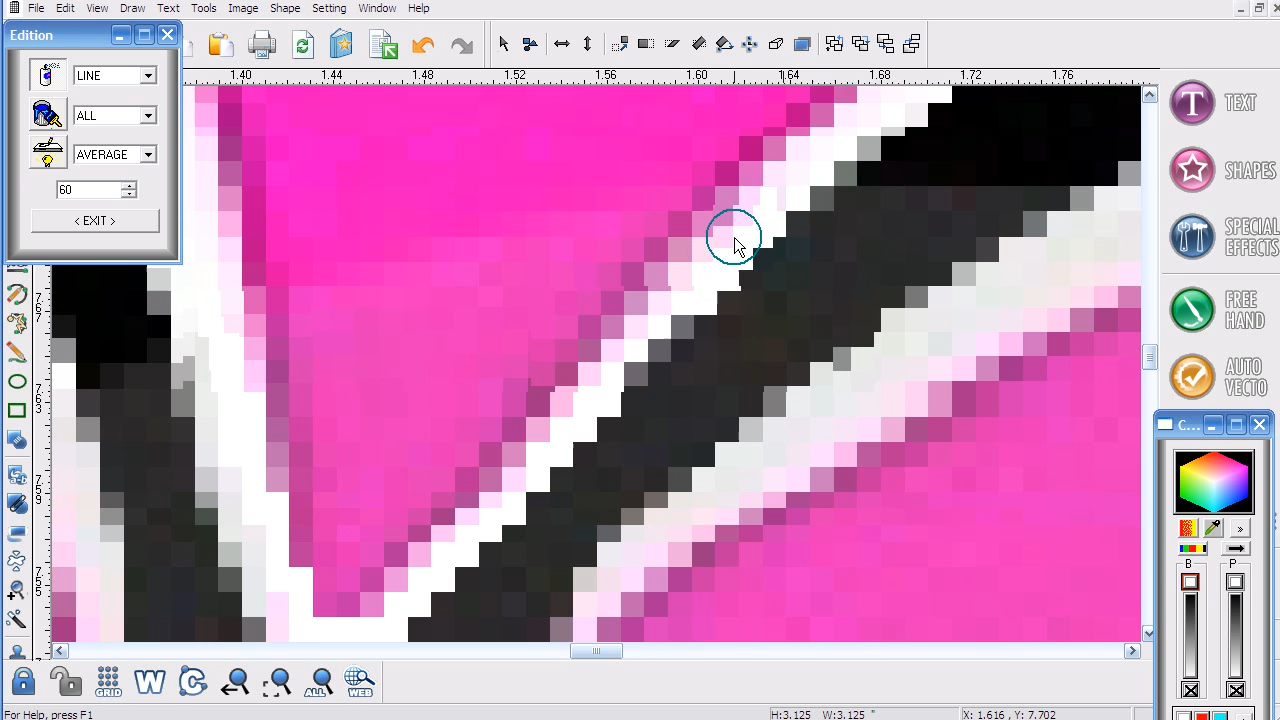 File Edit View Draw Text Tools Image Shape Setting Window Help
Edition
LINE
ALL
AVERAGE
60
< EXIT >
1.40 1.44 1.48 1.52 1.56 1.60 1.64 1.68 1.72 1.76
TEXT
SHAPES
SPECIAL
EFFECTS
FREE
HAND
AUTO
VECTO
C...
B P
GRID
W
C
ALL
WEB
For Help, press F1
H:3.125 W:3.125 "
X: 1.616 , Y: 7.702